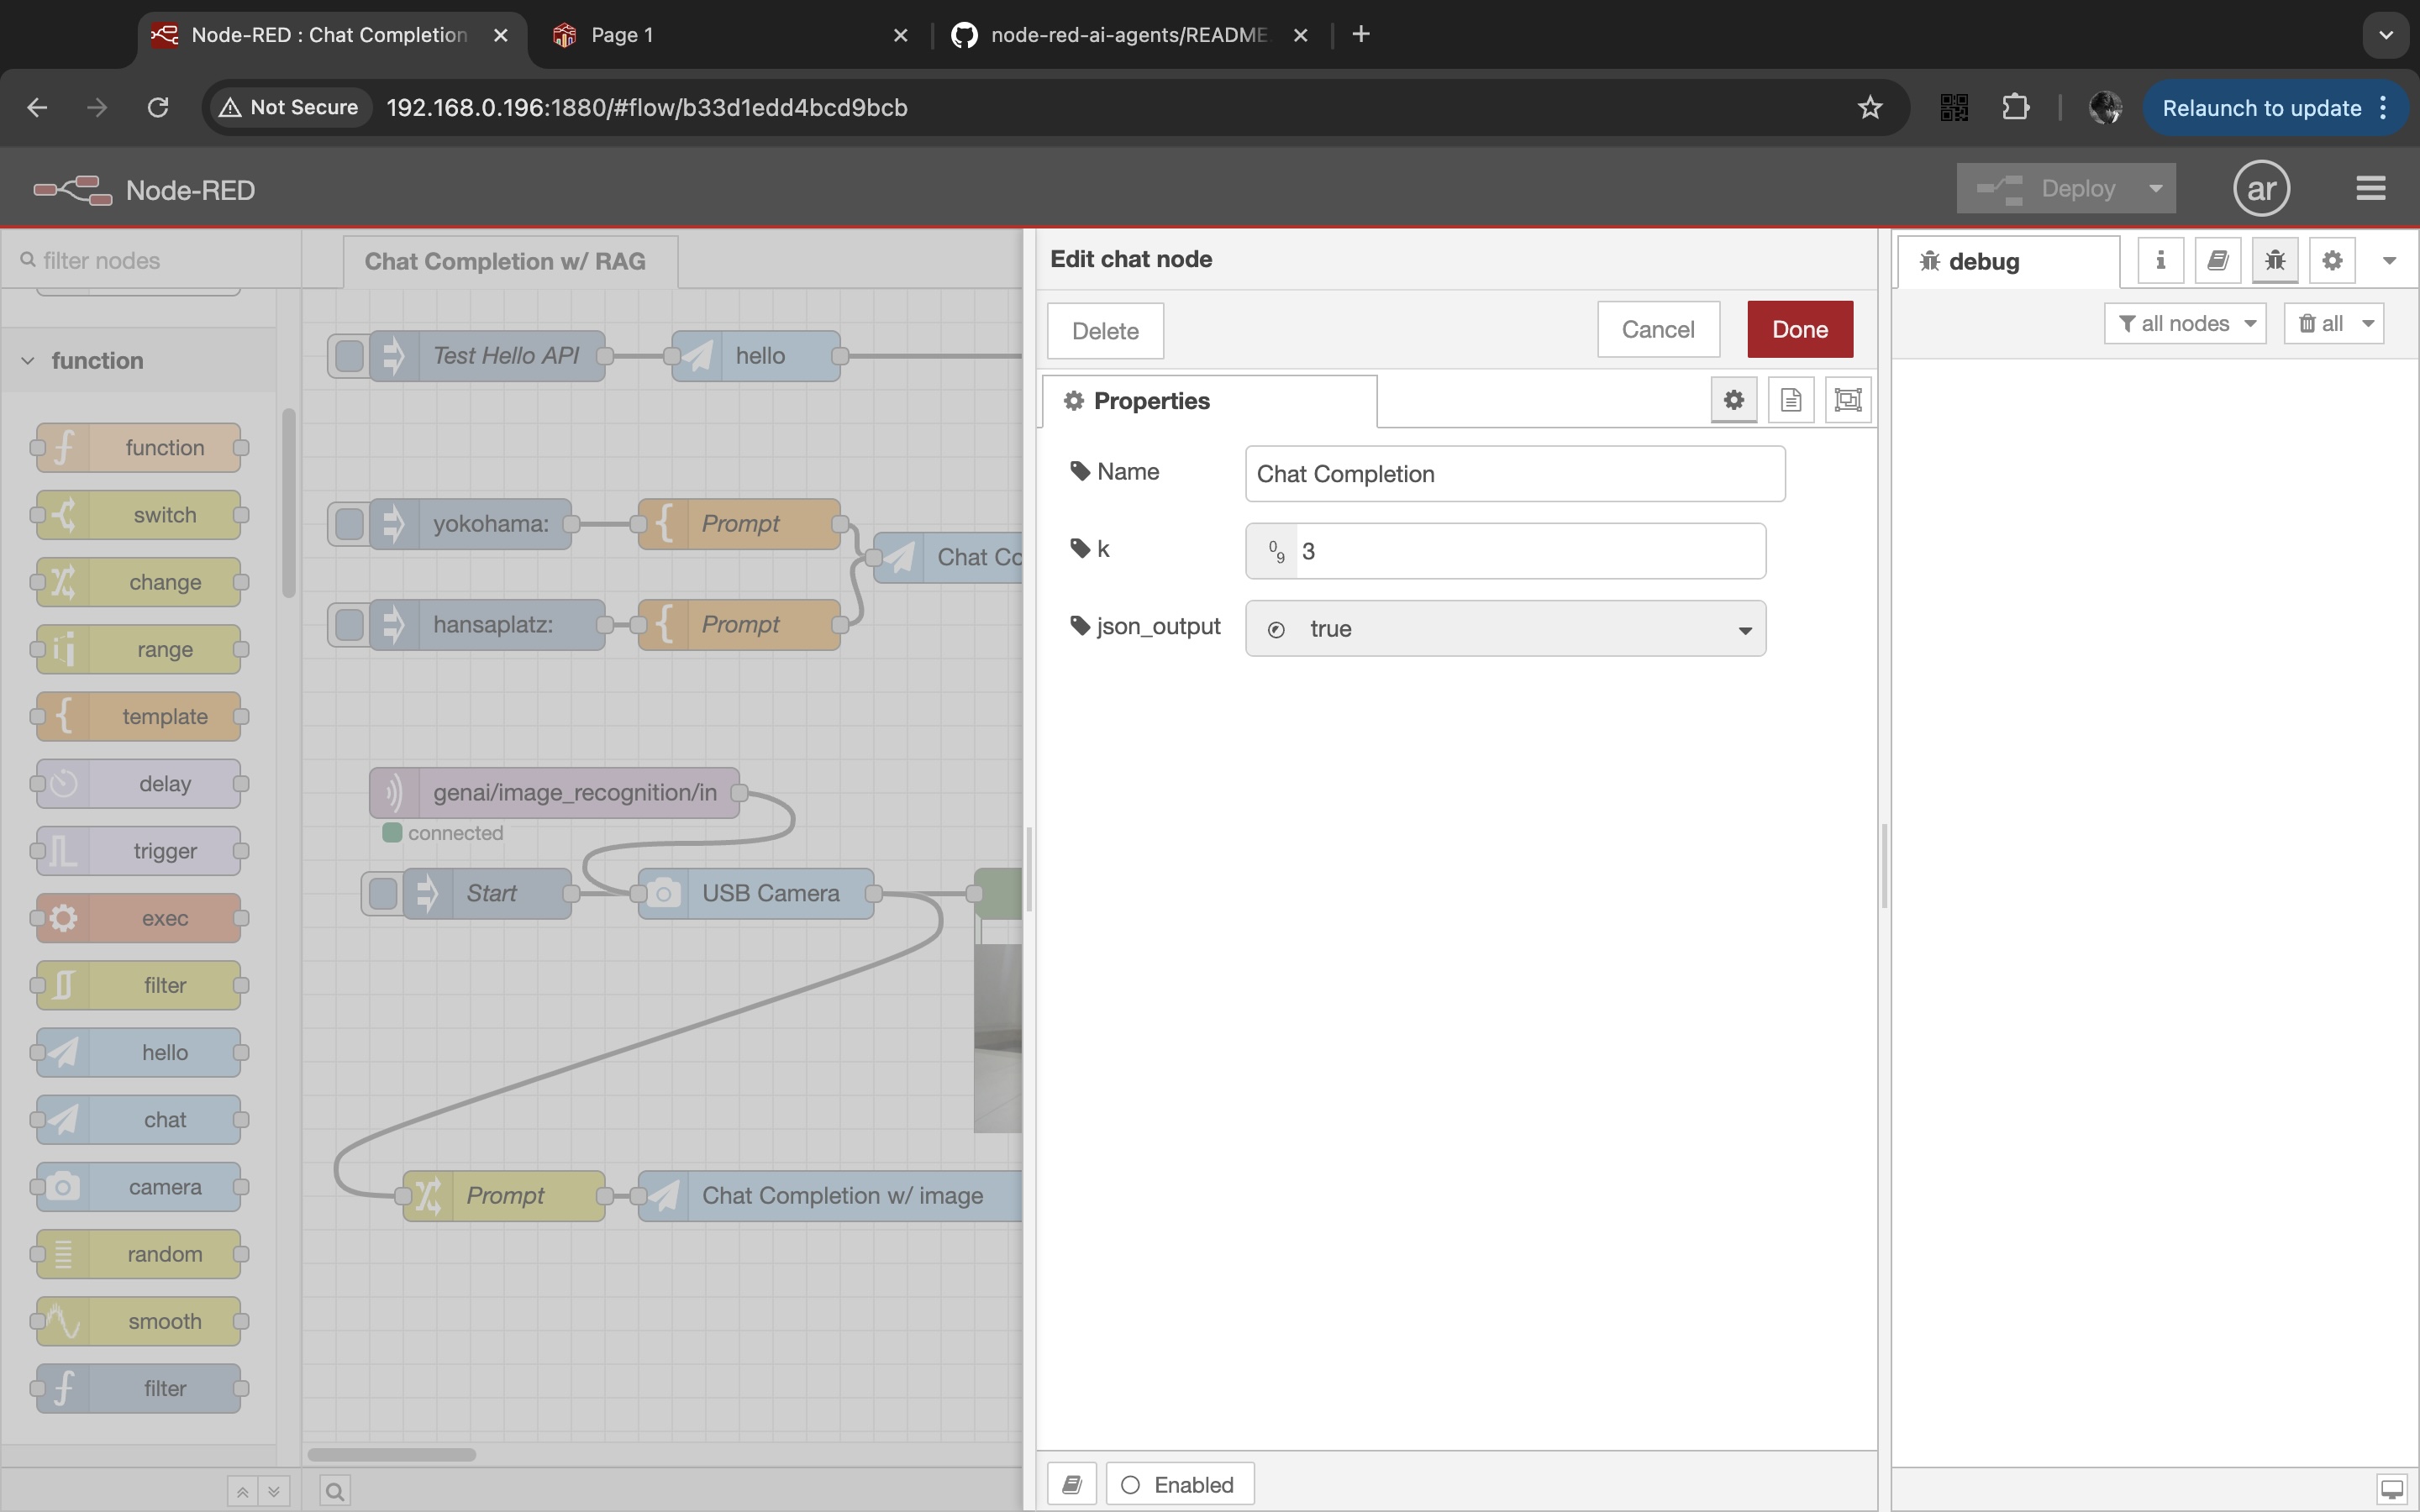 Node-RED : Chat Completion
Page 1
node-red-ai-agents/README
Not Secure
192.168.0.196:1880/#flow/b33d1edd4bcd9bcb
Relaunch to update
Node-RED
Deploy
ar
filter nodes
function
function
switch
change
range
template
delay
trigger
exec
filter
hello
chat
camera
random
smooth
filter
Chat Completion w/ RAG
Test Hello API
hello
yokohama:
Prompt
Chat Co
hansaplatz:
Prompt
genai/image_recognition/in
connected
Start
USB Camera
Prompt
Chat Completion w/ image
Edit chat node
Delete
Cancel
Done
Properties
Name
Chat Completion
k
0
9
3
json_output
true
Enabled
debug
i
all nodes
all